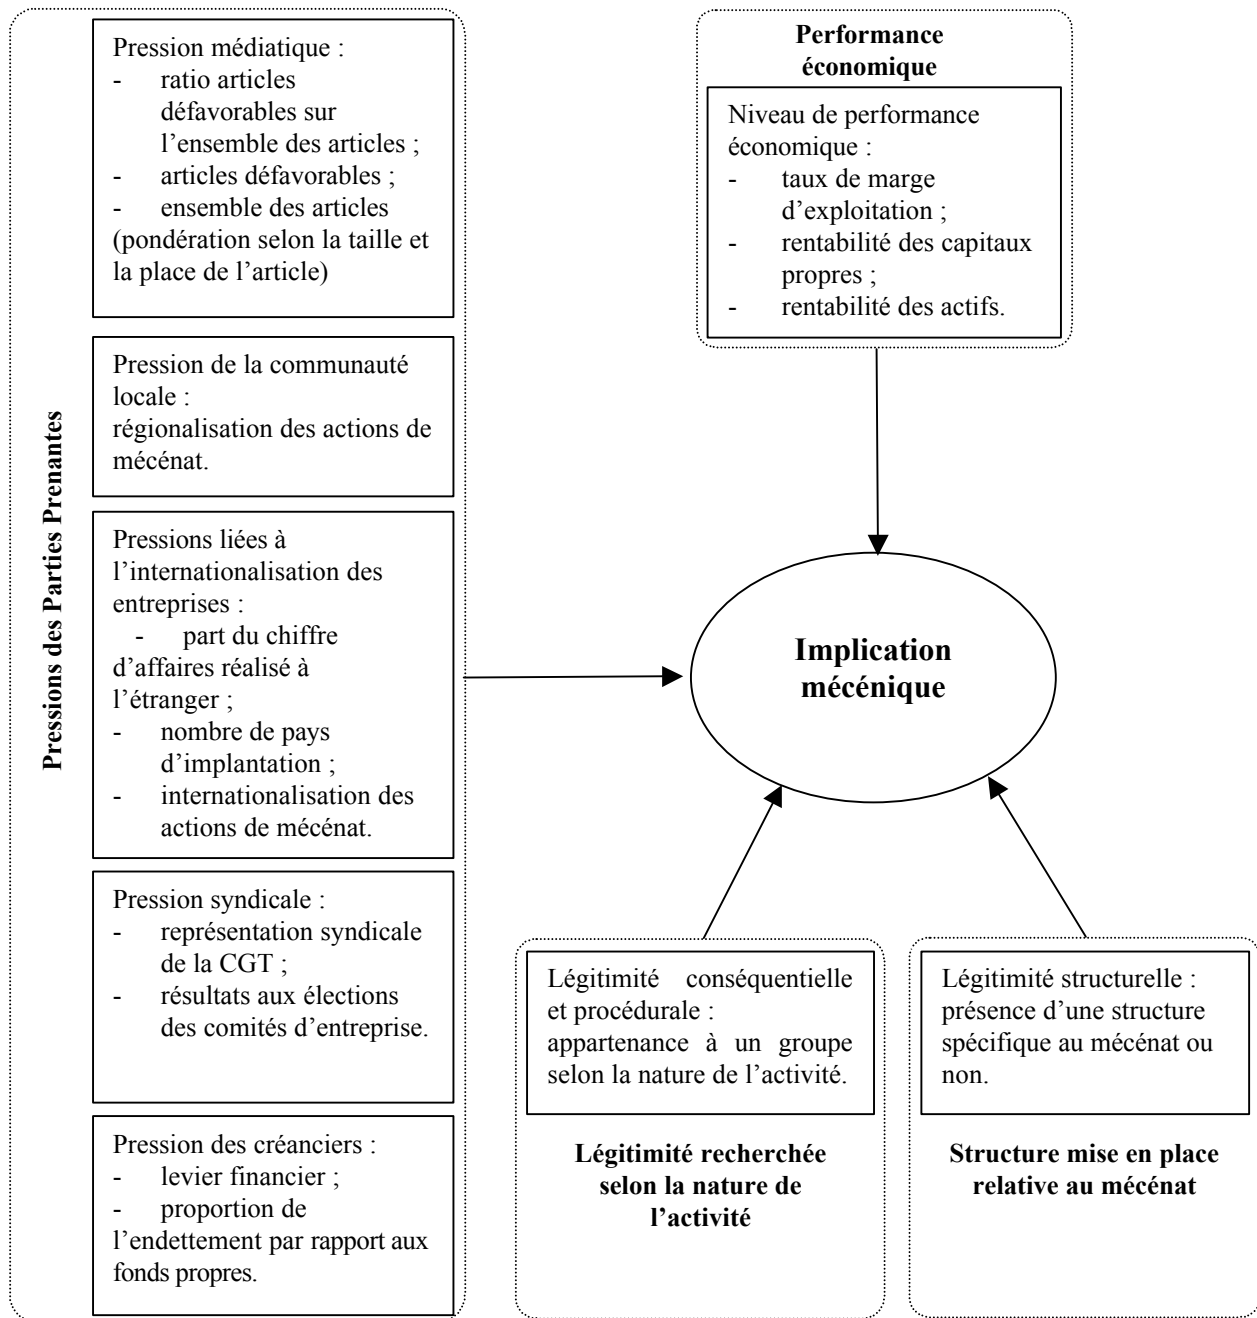 Pressions des Parties Prenantes
Pression médiatique :
- ratio articles
défavorables sur
l’ensemble des articles ;
- articles défavorables ;
- ensemble des articles
(pondération selon la taille et
la place de l’article)
Pression de la communauté
locale :
régionalisation des actions de
mécénat.
Pressions liées à
l’internationalisation des
entreprises :
- part du chiffre
d’affaires réalisé à
l’étranger ;
- nombre de pays
d’implantation ;
- internationalisation des
actions de mécénat.
Pression syndicale :
- représentation syndicale
de la CGT ;
- résultats aux élections
des comités d’entreprise.
Pression des créanciers :
- levier financier ;
- proportion de
l’endettement par rapport aux
fonds propres.
Performance
économique
Niveau de performance
économique :
- taux de marge
d’exploitation ;
- rentabilité des capitaux
propres ;
- rentabilité des actifs.
Implication
mécénique
Légitimité conséquentielle
et procédurale :
appartenance à un groupe
selon la nature de l’activité.
Légitimité recherchée
selon la nature de
l’activité
Légitimité structurelle :
présence d’une structure
spécifique au mécénat ou
non.
Structure mise en place
relative au mécénat